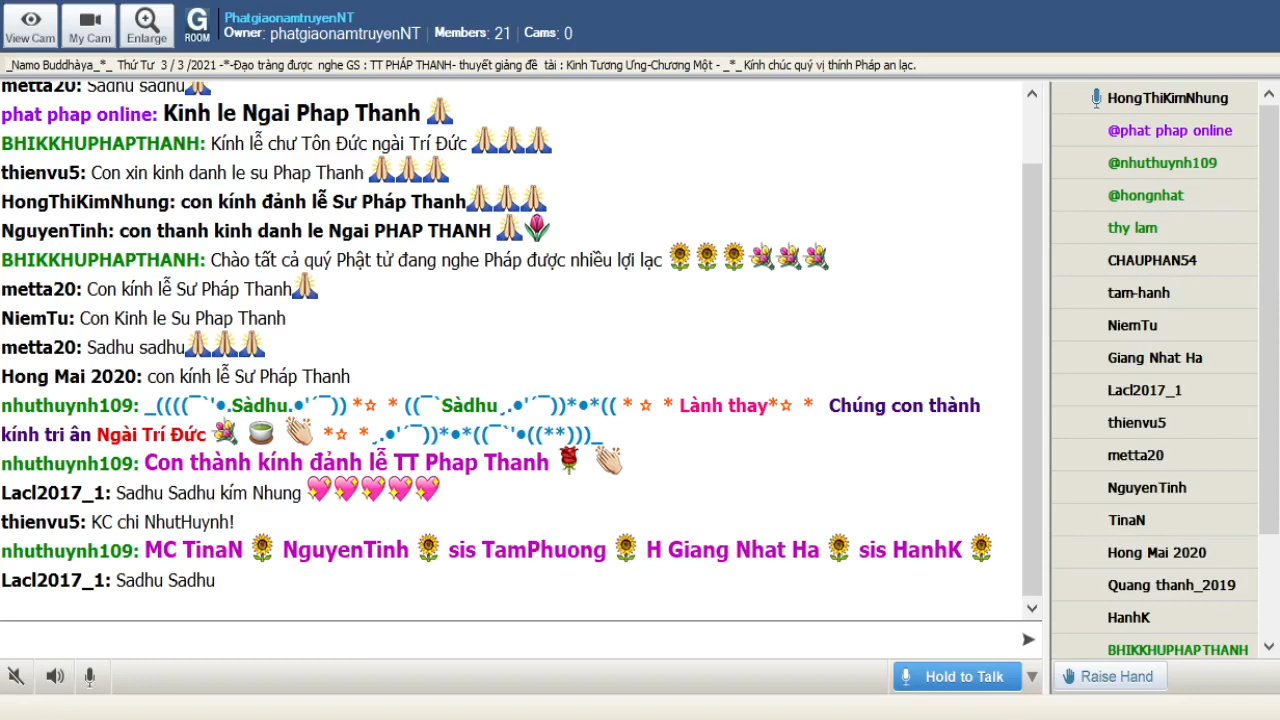 View Cam
My Cam
Enlarge
G
ROOM
PhatgiaonamtruyenNT
Owner: phatgiaonamtruyenNT | Members: 21 | Cams: 0
_Namo Buddhàya_*_ Thứ Tư 3 / 3 /2021 -*-Đạo tràng được nghe GS : TT PHÁP THANH- thuyết giảng đề tài : Kinh Tương Ưng-Chương Một - _*_ Kính chúc quý vị thính Pháp an lạc.
metta20: Sadhu sadhu🙏
phat phap online: Kinh le Ngai Phap Thanh 🙏
BHIKKHUPHAPTHANH: Kính lễ chư Tôn Đức ngài Trí Đức 🙏🙏🙏
thienvu5: Con xin kinh danh le su Phap Thanh 🙏🙏🙏
HongThiKimNhung: con kính đảnh lễ Sư Pháp Thanh🙏🙏🙏
NguyenTinh: con thanh kinh danh le Ngai PHAP THANH 🙏🌷
BHIKKHUPHAPTHANH: Chào tất cả quý Phật tử đang nghe Pháp được nhiều lợi lạc 🌻🌻🌻💐💐💐
metta20: Con kính lễ Sư Pháp Thanh🙏
NiemTu: Con Kinh le Su Phap Thanh
metta20: Sadhu sadhu🙏🙏🙏
Hong Mai 2020: con kính lễ Sư Pháp Thanh
nhuthuynh109: _((((¯`'•.Sàdhu.•'´¯)) *☆ * ((¯`Sàdhu¸.•'´¯))*•*(( * ☆ * Lành thay*☆ * Chúng con thành
kính tri ân Ngài Trí Đức 💐 🍵 👏 *☆ *¸.•'´¯))*•*((¯`'•((**)))_
nhuthuynh109: Con thành kính đảnh lễ TT Phap Thanh 🌹 👏
Lacl2017_1: Sadhu Sadhu kím Nhung 💖💖💖💖💖
thienvu5: KC chi NhutHuynh!
nhuthuynh109: MC TinaN 🌻 NguyenTinh 🌻 sis TamPhuong 🌻 H Giang Nhat Ha 🌻 sis HanhK 🌻
Lacl2017_1: Sadhu Sadhu
Hold to Talk
HongThiKimNhung
@phat phap online
@nhuthuynh109
@hongnhat
thy lam
CHAUPHAN54
tam-hanh
NiemTu
Giang Nhat Ha
Lacl2017_1
thienvu5
metta20
NguyenTinh
TinaN
Hong Mai 2020
Quang thanh_2019
HanhK
BHIKKHUPHAPTHANH
Raise Hand